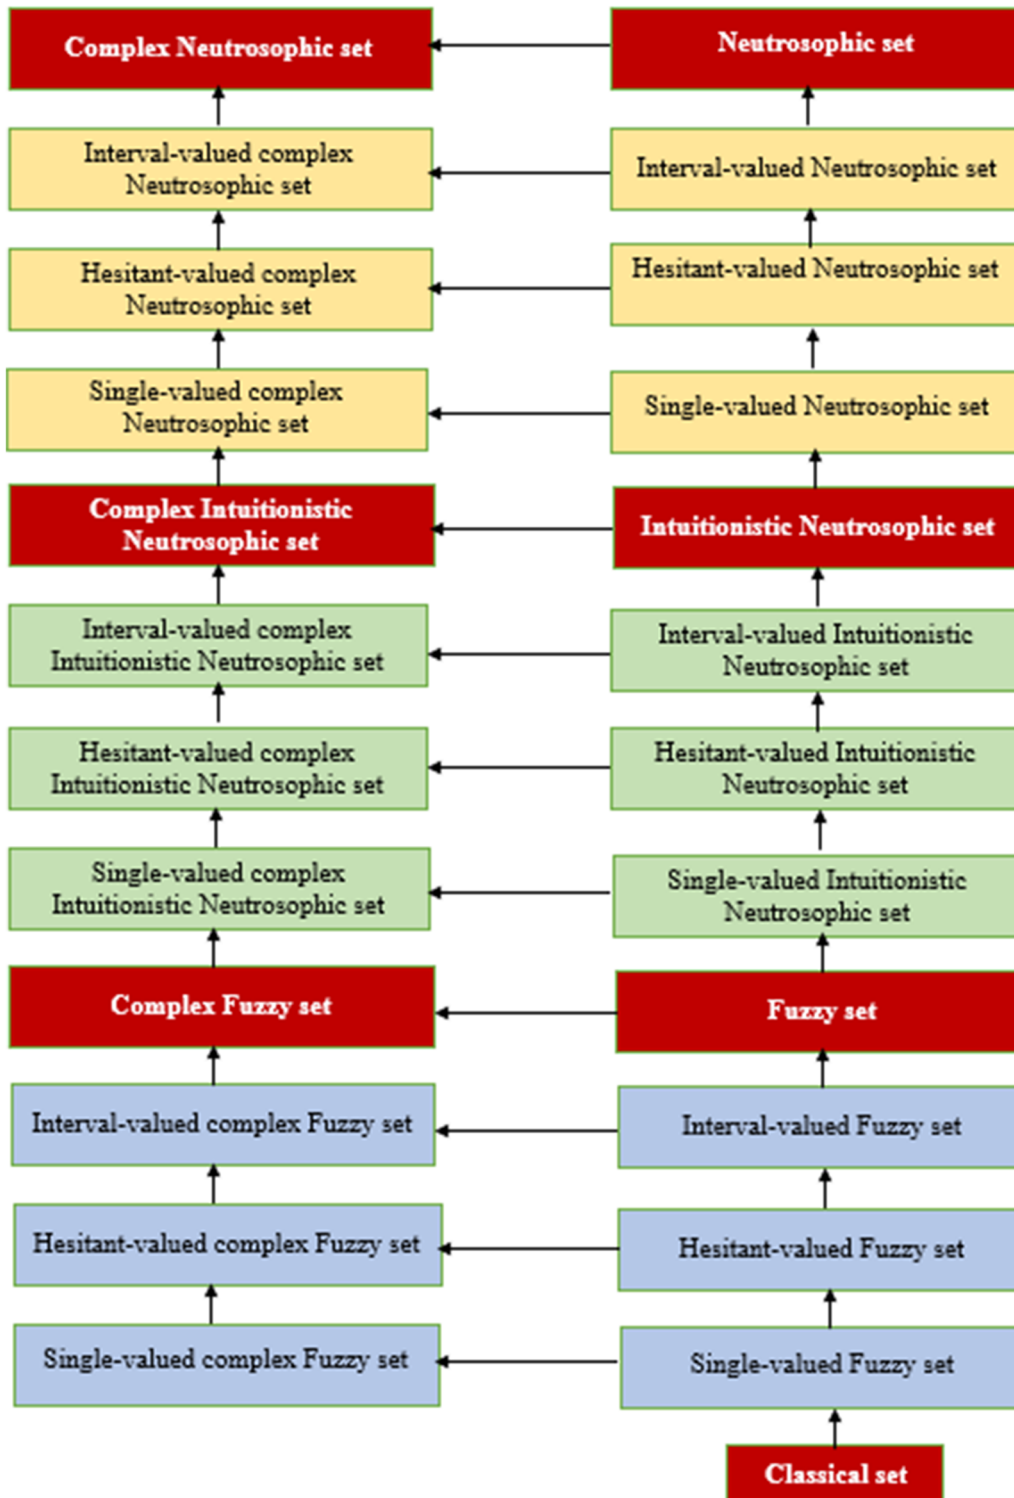 Complex Neutrosophic set
Neutrosophic set
Interval-valued complex
Neutrosophic set
Interval-valued Neutrosophic set
Hesitant-valued complex
Neutrosophic set
Hesitant-valued Neutrosophic set
Single-valued complex
Neutrosophic set
Single-valued Neutrosophic set
Complex Intuitionistic
Neutrosophic set
Intuitionistic Neutrosophic set
Interval-valued complex
Intuitionistic Neutrosophic set
Interval-valued Intuitionistic
Neutrosophic set
Hesitant-valued complex
Intuitionistic Neutrosophic set
Hesitant-valued Intuitionistic
Neutrosophic set
Single-valued complex
Intuitionistic Neutrosophic set
Single-valued Intuitionistic
Neutrosophic set
Complex Fuzzy set
Fuzzy set
Interval-valued complex Fuzzy set
Interval-valued Fuzzy set
Hesitant-valued complex Fuzzy set
Hesitant-valued Fuzzy set
Single-valued complex Fuzzy set
Single-valued Fuzzy set
Classical set